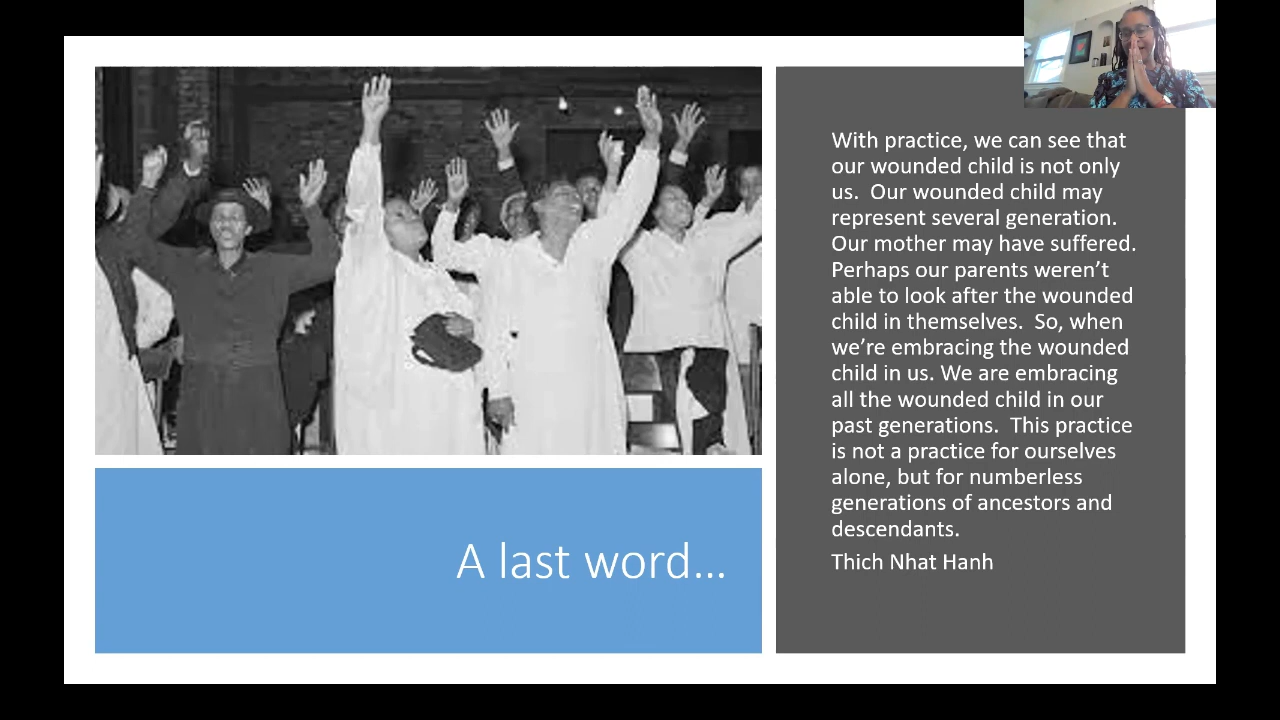 A last word...
With practice, we can see that
our wounded child is not only
us.  Our wounded child may
represent several generation.
Our mother may have suffered.
Perhaps our parents weren't
able to look after the wounded
child in themselves.  So, when
we're embracing the wounded
child in us. We are embracing
all the wounded child in our
past generations.  This practice
is not a practice for ourselves
alone, but for numberless
generations of ancestors and
descendants.
Thich Nhat Hanh